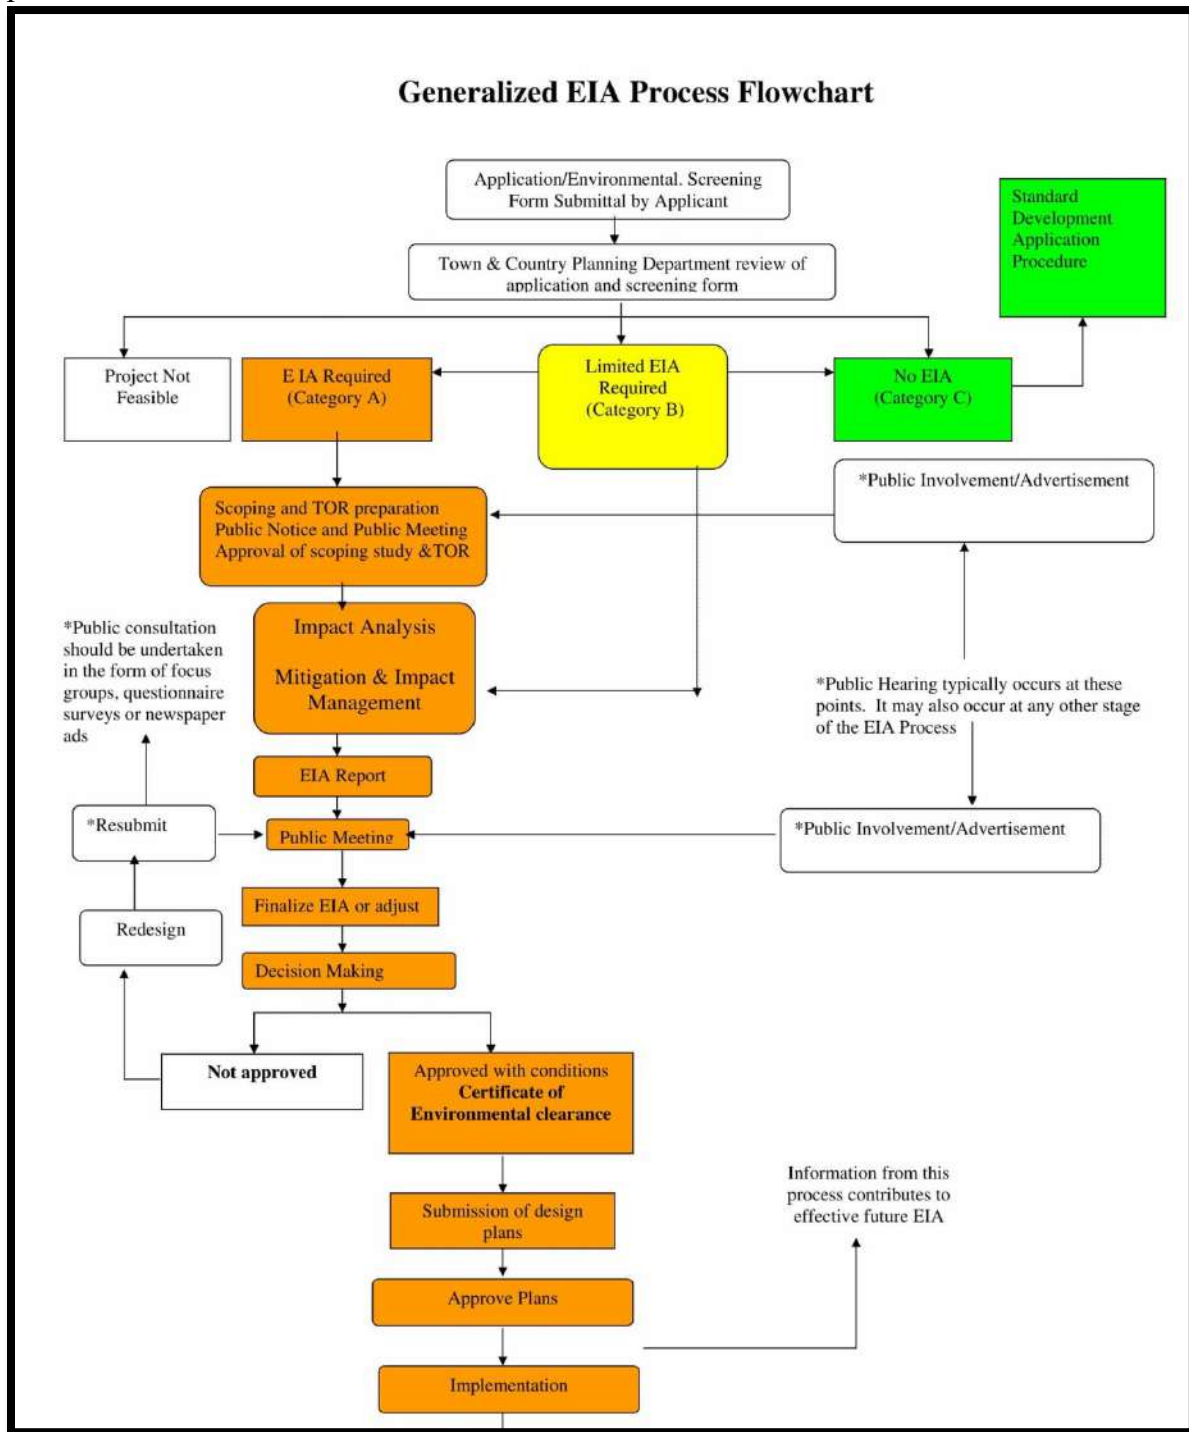 Generalized EIA Process Flowchart
Application/Environmental. Screening
Form Submittal by Applicant
Standard
Development
Application
Procedure
Town & Country Planning Department review of
application and screening form
Project Not
Feasible
E IA Required
(Category A)
Limited EIA
Required
(Category B)
No EIA
(Category C)
*Public Involvement/Advertisement
Scoping and TOR preparation
Public Notice and Public Meeting
Approval of scoping study &TOR
*Public consultation
should be undertaken
in the form of focus
groups, questionnaire
surveys or newspaper
ads
Impact Analysis
Mitigation & Impact
Management
*Public Hearing typically occurs at these
points. It may also occur at any other stage
of the EIA Process
EIA Report
*Resubmit
Public Meeting
*Public Involvement/Advertisement
Finalize EIA or adjust
Redesign
Decision Making
Not approved
Approved with conditions
Certificate of
Environmental clearance
Information from this
process contributes to
effective future EIA
Submission of design
plans
Approve Plans
Implementation